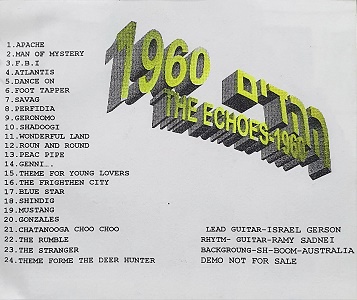 הדים 1960
THE ECHOES-1960
1.APACHE
2.MAN OF MYSTERY
3.F.B.I
4.ATLANTIS
5.DANCE ON
6.FOOT TAPPER
7.SAVAG
8.PERFIDIA
9.GERONOMO
10.SHADOOGI
11.WONDERFUL LAND
12.ROUN AND ROUND
13.PEAC PIPE
14.GENNI..
15.THEME FOR YOUNG LOVERS
16.THE FRIGHTHEN CITY
17.BLUE STAR
18.SHINDIG
19.MUSTANG
20.GONZALES
21.CHATANOOGA CHOO CHOO
22.THE RUMBLE
23.THE STRANGER
24.THEME FORME THE DEER HUNTER
LEAD GUITAR-ISRAEL GERSON
RHYTM- GUITAR-RAMY SADNEI
BACKGROUNG-SH-BOOM-AUSTRALIA
DEMO NOT FOR SALE